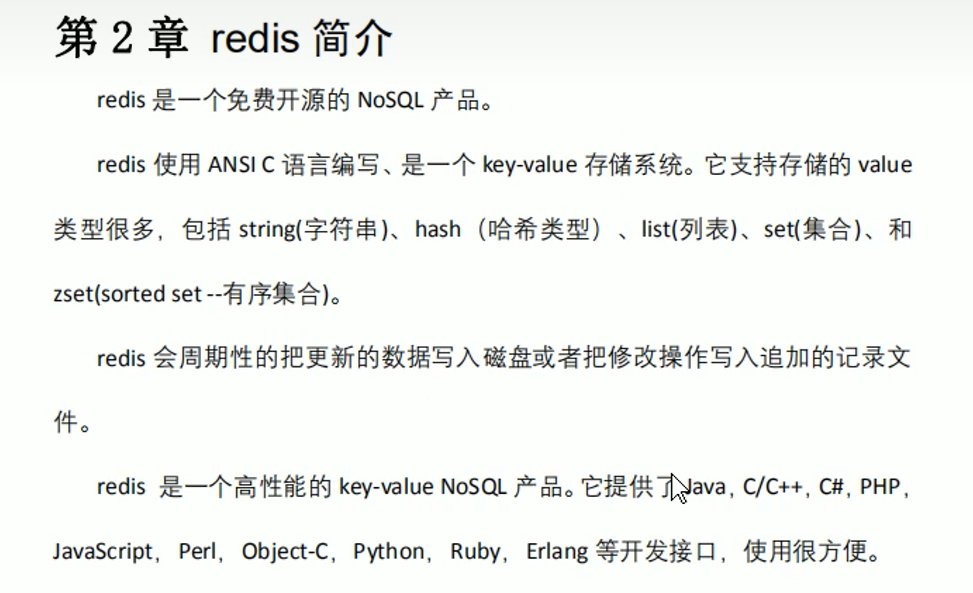 第 2 章 redis 简介
redis 是一个免费开源的 NoSQL 产品。
redis 使用 ANSI C 语言编写、是一个 key-value 存储系统。它支持存储的 value
类型很多，包括 string(字符串)、hash（哈希类型）、list(列表)、set(集合)、和
zset(sorted set --有序集合)。
redis 会周期性的把更新的数据写入磁盘或者把修改操作写入追加的记录文
件。
redis 是一个高性能的 key-value NoSQL 产品。它提供了 Java，C/C++，C#，PHP，
JavaScript，Perl，Object-C，Python，Ruby，Erlang 等开发接口，使用很方便。